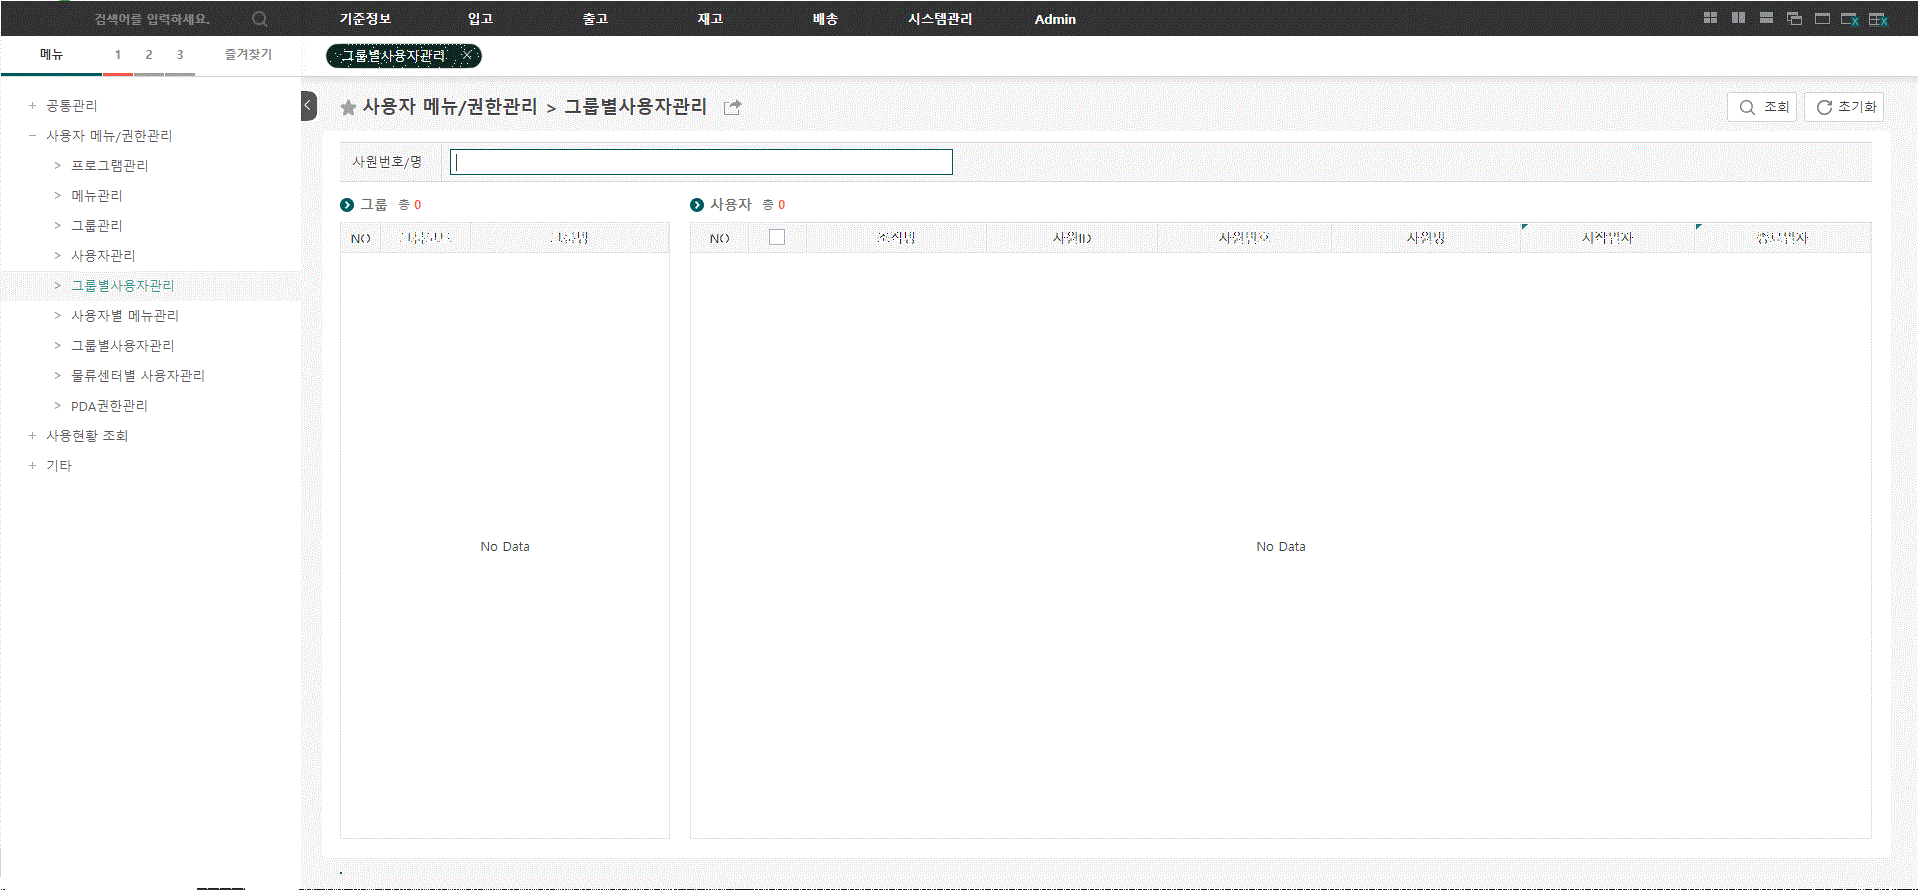 검색어를 입력하세요.
기준정보 입고 출고 재고 배송 시스템관리 Admin
메뉴 1 2 3 즐겨찾기
그룹별사용자관리
사용자 메뉴/권한관리 > 그룹별사용자관리
조회 초기화
+ 공통관리
− 사용자 메뉴/권한관리
> 프로그램관리
> 메뉴관리
> 그룹관리
> 사용자관리
> 그룹별사용자관리
> 사용자별 메뉴관리
> 그룹별사용자관리
> 물류센터별 사용자관리
> PDA권한관리
+ 사용현황 조회
+ 기타
사원번호/명
그룹 총 0
NO 그룹코드 그룹명
No Data
사용자 총 0
NO 조직명 사원ID 사원번호 사원명 시작일자 종료일자
No Data